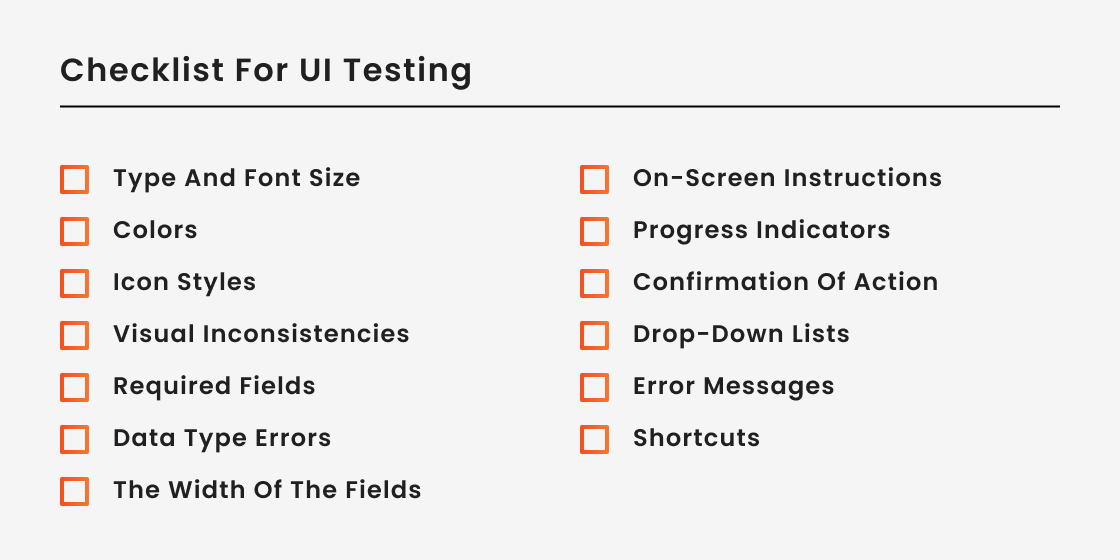 Checklist For UI Testing
Type And Font Size
Colors
Icon Styles
Visual Inconsistencies
Required Fields
Data Type Errors
The Width Of The Fields
On-Screen Instructions
Progress Indicators
Confirmation Of Action
Drop-Down Lists
Error Messages
Shortcuts